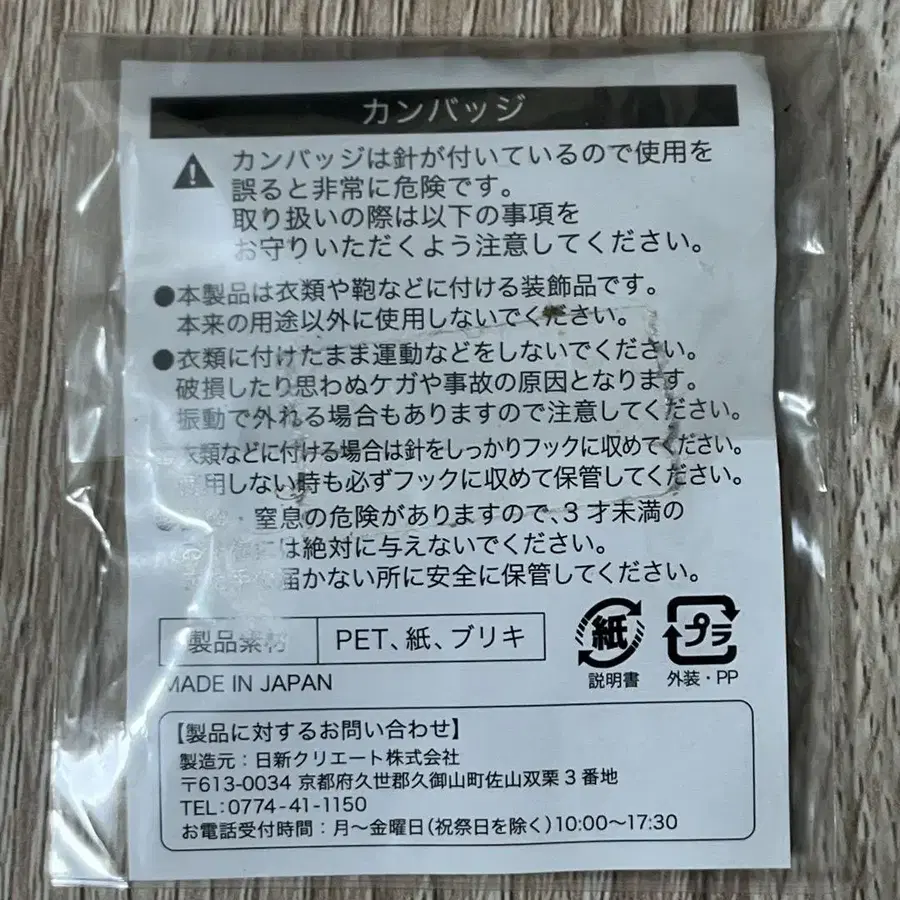 カンバッジ
カンバッジは針が付いているので使用を
誤ると非常に危険です。
取り扱いの際は以下の事項を
お守りいただくよう注意してください。
●本製品は衣類や鞄などに付ける装飾品です。
本来の用途以外に使用しないでください。
●衣類に付けたまま運動などをしないでください。
破損したり思わぬケガや事故の原因となります。
振動で外れる場合もありますので注意してください。
衣類などに付ける場合は針をしっかりフックに収めてください。
用しない時も必ずフックに収めて保管してください。
・窒息の危険がありますので、3才未満の
には絶対に与えないでください。
届かない所に安全に保管してください。
製品素材 PET、紙、ブリキ
紙
説明書
プラ
外装・PP
MADE IN JAPAN
【製品に対するお問い合わせ】
製造元：日新クリエート株式会社
〒613-0034 京都府久世郡久御山町佐山双栗3番地
TEL:0774-41-1150
お電話受付時間：月〜金曜日(祝祭日を除く)10:00〜17:30